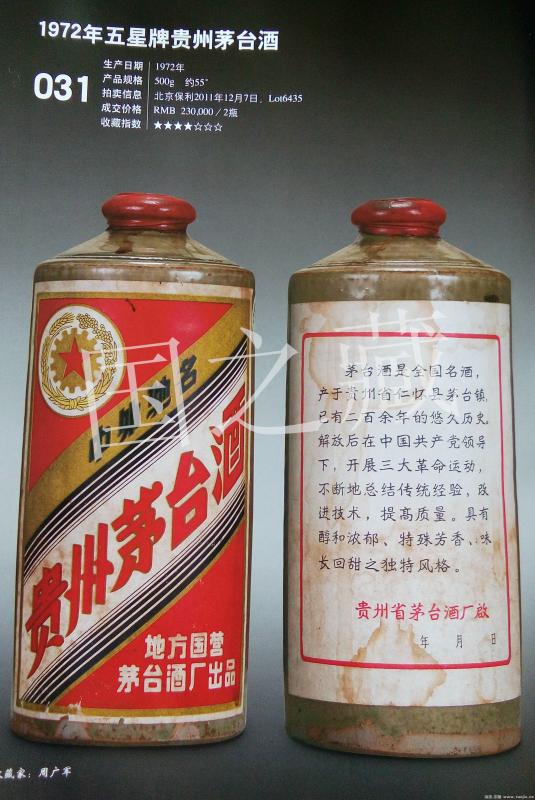 1972年五星牌贵州茅台酒
031
生产日期 1972年
产品规格 500g 约55°
拍卖信息 北京保利2011年12月7日，Lot6435
成交价格 RMB 230,000／2瓶
收藏指数 ★★★★☆☆☆
国之藏
贵州茅台酒
地方国营
茅台酒厂出品
茅台酒是全国名酒，
产于贵州省仁怀县茅台镇，
已有二百余年的悠久历史。
解放后在中国共产党领导
下，开展三大革命运动，
不断地总结传统经验，改
进技术，提高质量。具有
醇和浓郁、特殊芳香、味
长回甜之独特风格。
贵州省茅台酒厂啟
年 月 日
收藏家：周广军